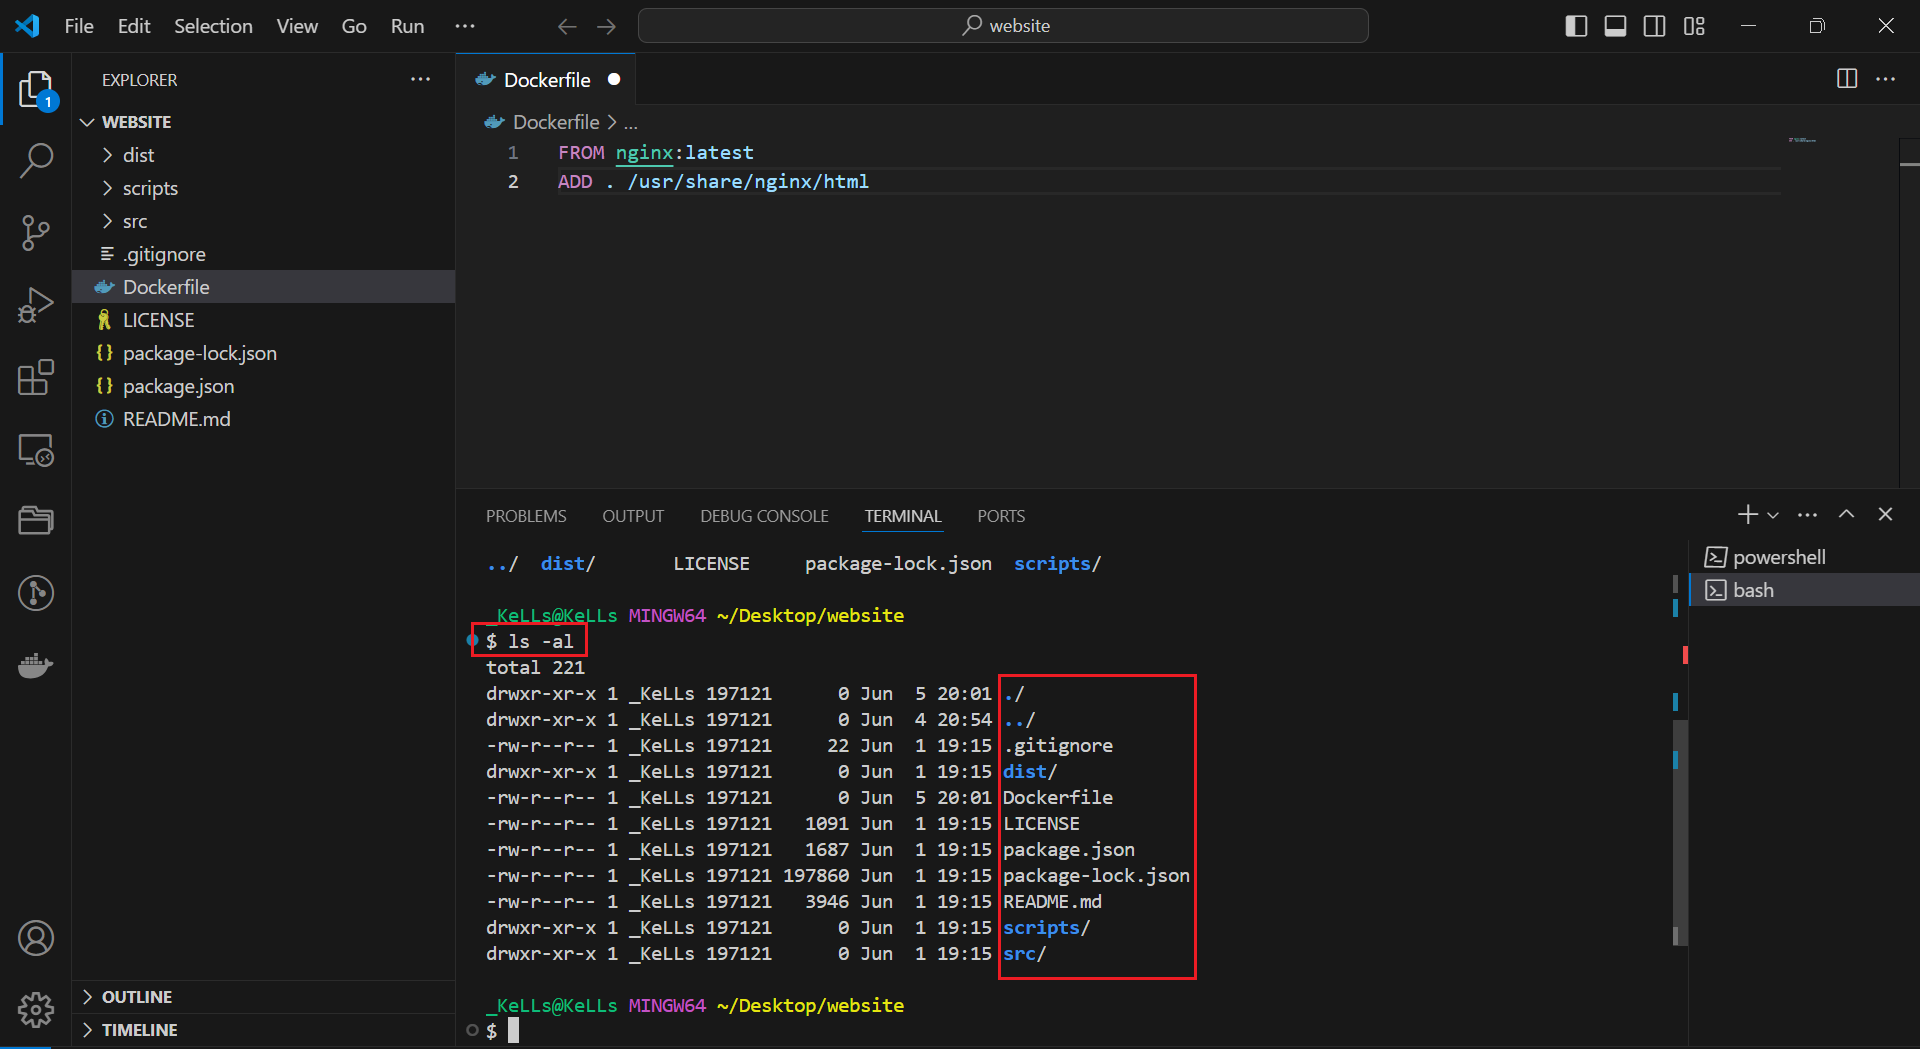 File Edit Selection View Go Run ··· website
EXPLORER ···
WEBSITE
dist
scripts
src
.gitignore
Dockerfile
LICENSE
package-lock.json
package.json
README.md
OUTLINE
TIMELINE
1
Dockerfile
Dockerfile > ...
1 FROM nginx:latest
2 ADD . /usr/share/nginx/html
PROBLEMS OUTPUT DEBUG CONSOLE TERMINAL PORTS
../ dist/ LICENSE package-lock.json scripts/
_KeLLs@KeLLs MINGW64 ~/Desktop/website
$ ls -al
total 221
drwxr-xr-x 1 _KeLLs 197121 0 Jun 5 20:01 ./
drwxr-xr-x 1 _KeLLs 197121 0 Jun 4 20:54 ../
-rw-r--r-- 1 _KeLLs 197121 22 Jun 1 19:15 .gitignore
drwxr-xr-x 1 _KeLLs 197121 0 Jun 1 19:15 dist/
-rw-r--r-- 1 _KeLLs 197121 0 Jun 5 20:01 Dockerfile
-rw-r--r-- 1 _KeLLs 197121 1091 Jun 1 19:15 LICENSE
-rw-r--r-- 1 _KeLLs 197121 1687 Jun 1 19:15 package.json
-rw-r--r-- 1 _KeLLs 197121 197860 Jun 1 19:15 package-lock.json
-rw-r--r-- 1 _KeLLs 197121 3946 Jun 1 19:15 README.md
drwxr-xr-x 1 _KeLLs 197121 0 Jun 1 19:15 scripts/
drwxr-xr-x 1 _KeLLs 197121 0 Jun 1 19:15 src/
_KeLLs@KeLLs MINGW64 ~/Desktop/website
$
powershell
bash